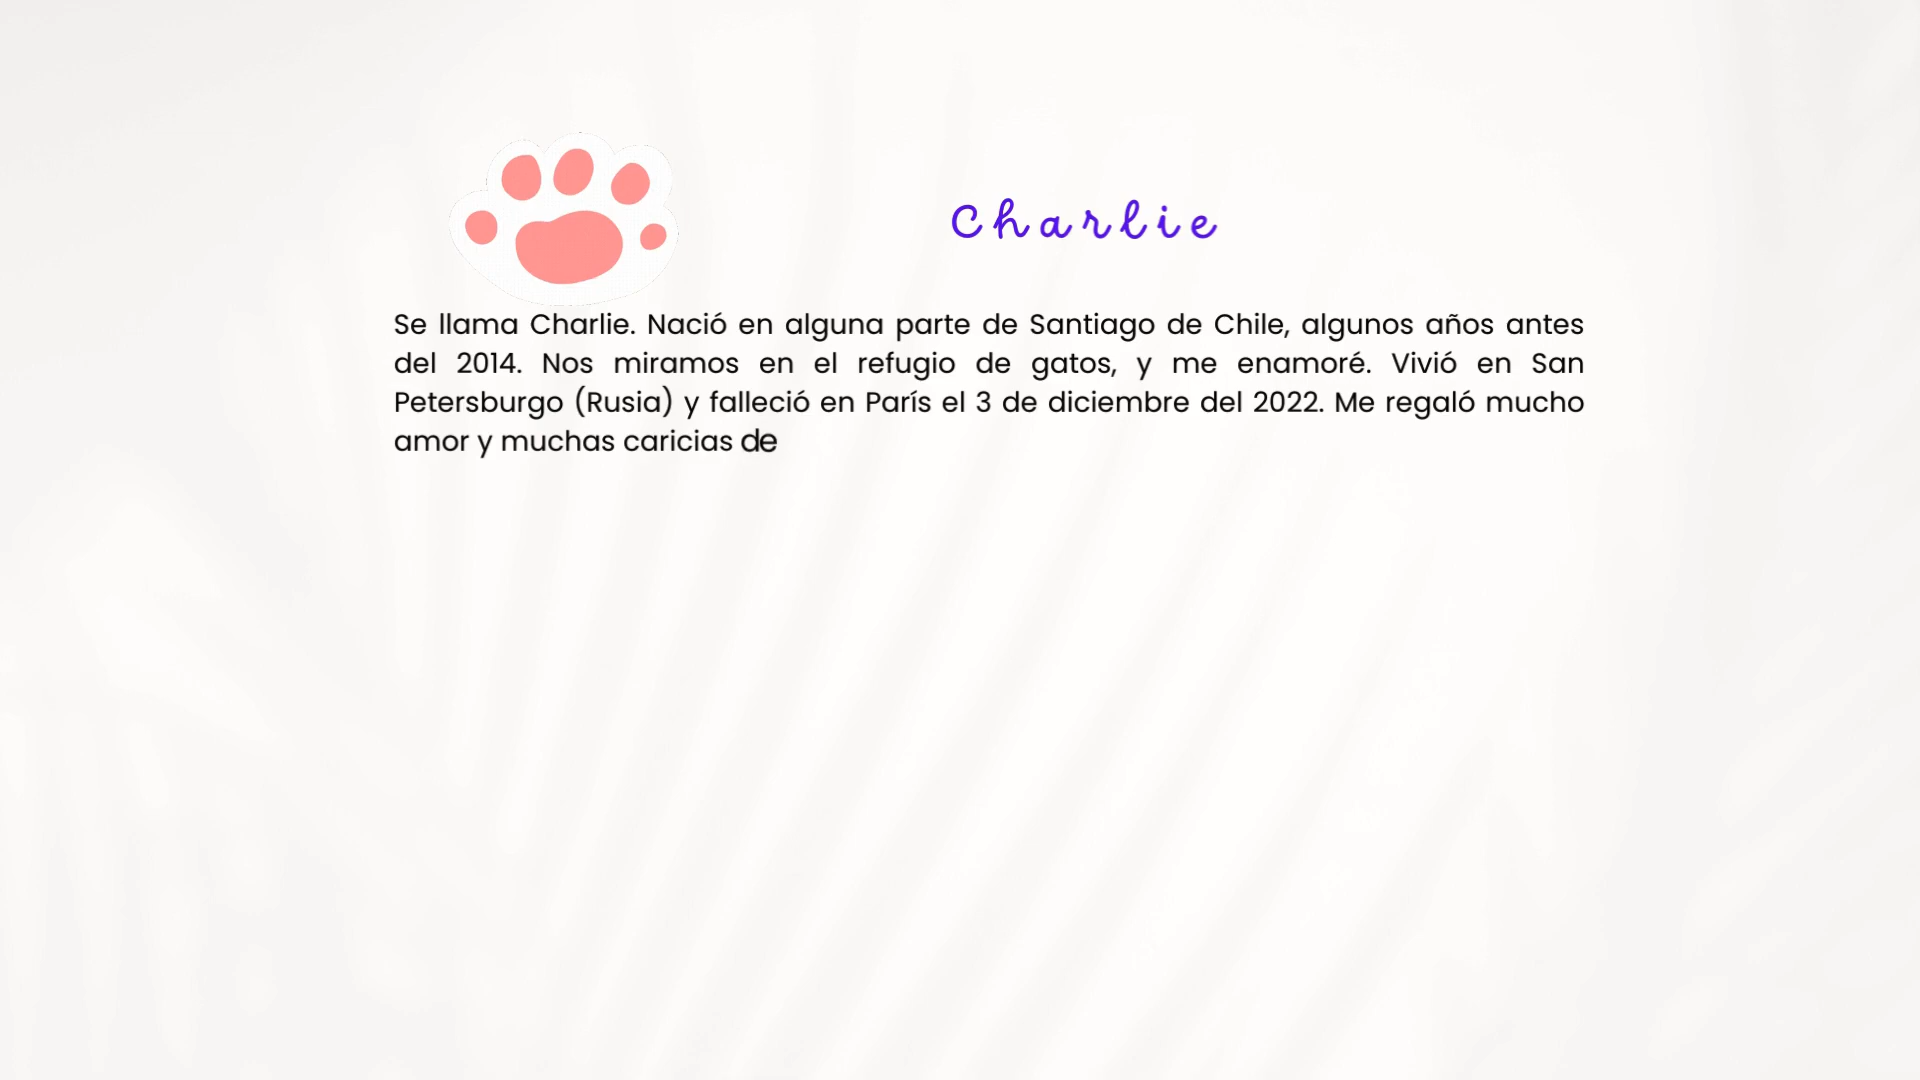 Charlie
Se llama Charlie. Nació en alguna parte de Santiago de Chile, algunos años antes
del 2014. Nos miramos en el refugio de gatos, y me enamoré. Vivió en San
Petersburgo (Rusia) y falleció en París el 3 de diciembre del 2022. Me regaló mucho
amor y muchas caricias de